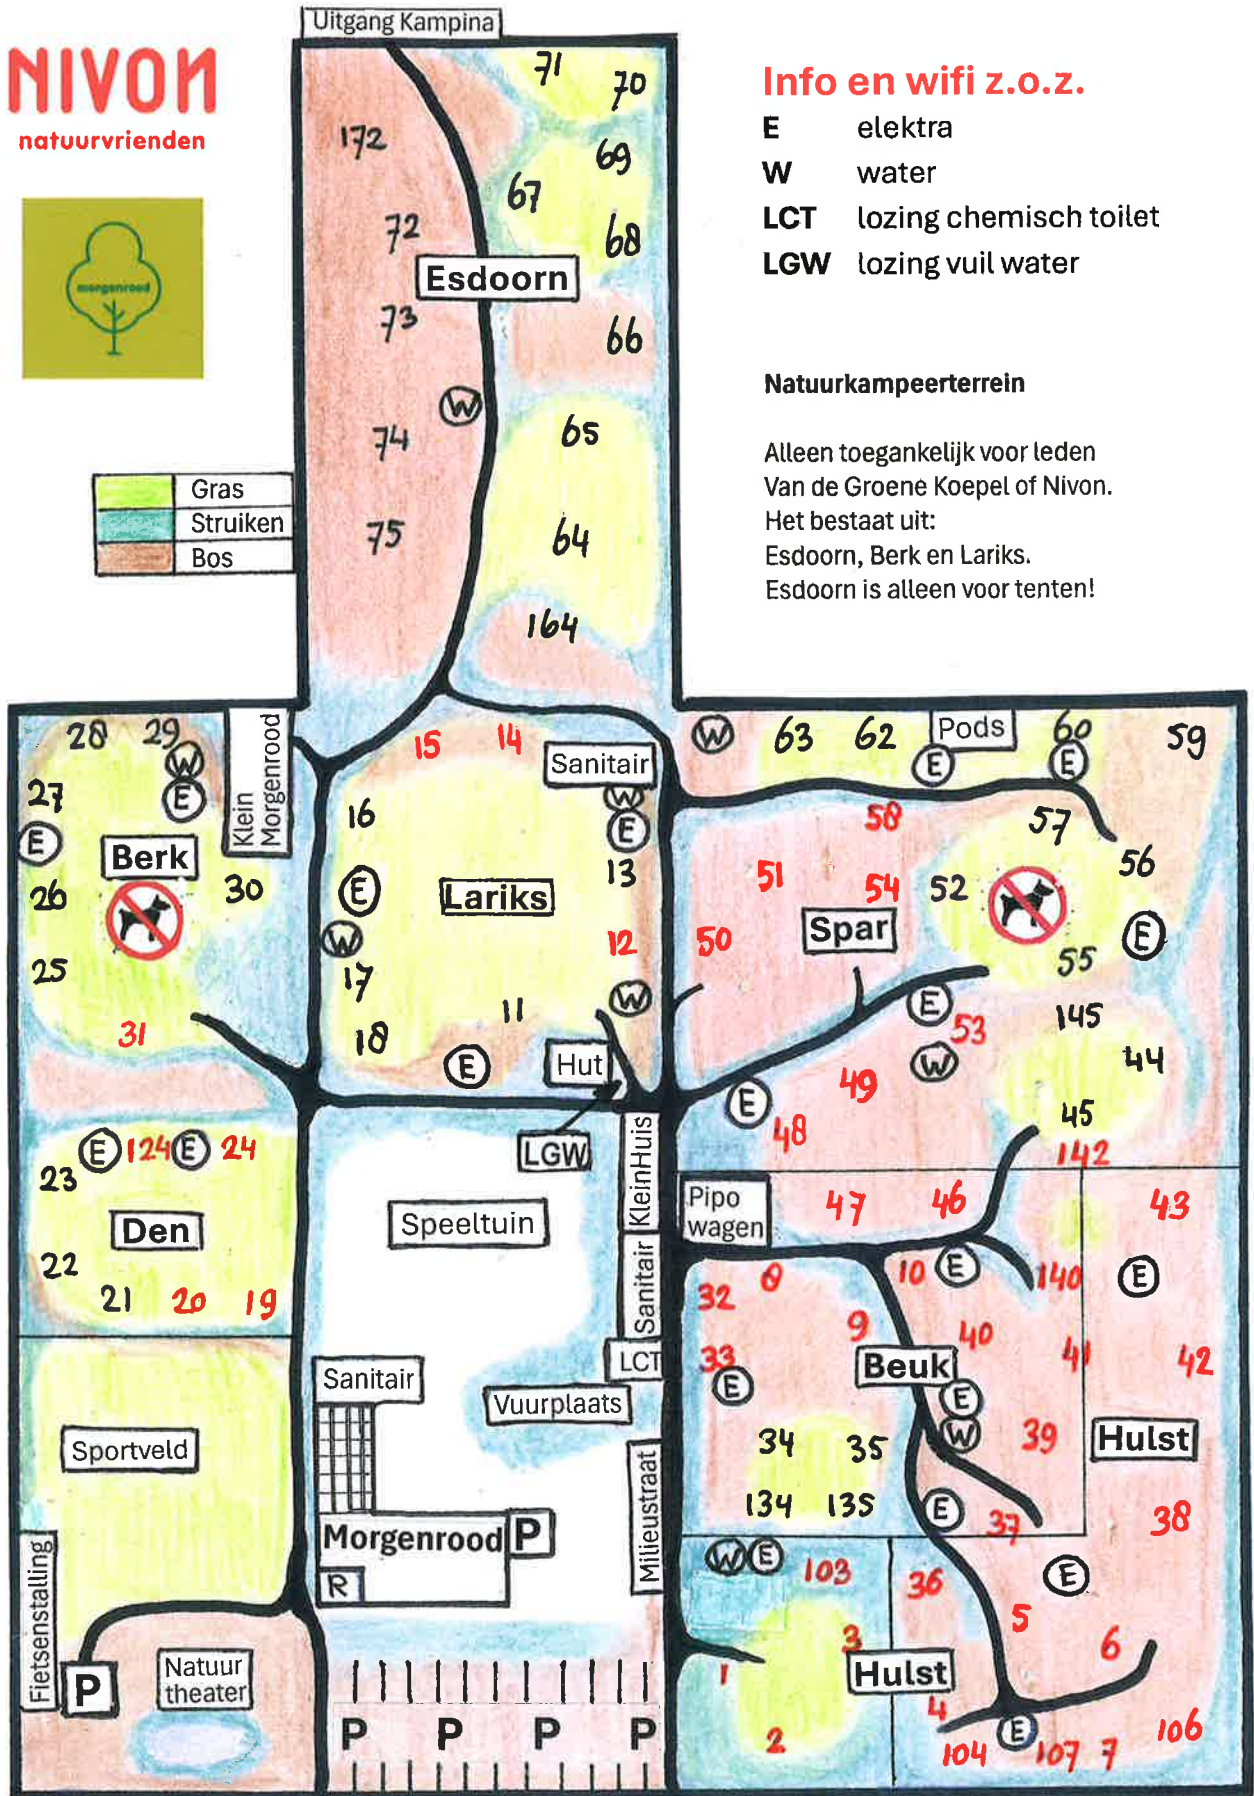 Uitgang Kampina
NIVON
natuurvrienden
morgenrood
Info en wifi z.o.z.
E elektra
W water
LCT lozing chemisch toilet
LGW lozing vuil water
Natuurkampeerterrein
Alleen toegankelijk voor leden
Van de Groene Koepel of Nivon.
Het bestaat uit:
Esdoorn, Berk en Lariks.
Esdoorn is alleen voor tenten!
Gras
Struiken
Bos
71
70
172
69
67
72
68
Esdoorn
73
66
W
74
65
75
64
164
28 29
W
E
27
E
Berk
26
30
25
31
Klein
Morgenrood
15 14
Sanitair
W
E
16
13
E
Lariks
W
12
17
W
18
11
E
Hut
LGW
W 63 62
Pods
E
60
E
59
58
57
51
54
52
56
50
Spar
E
55
E
53
145
W
44
49
E
48
45
142
E 124 E 24
23
Den
22
21 20 19
Speeltuin
KleinHuis
Sanitair
LCT
Pipo
wagen
47 46
43
32
8
10 E
140
E
9
40
33
E
Beuk
41
42
E
W
39
Hulst
34 35
134 135
E
37
38
Sportveld
Sanitair
Vuurplaats
Milieustraat
Morgenrood P
R
W E
103
36
E
5
3
6
1
Hulst
2
4
E
104 107 7 106
Fietsenstalling
P
Natuur
theater
P P P P